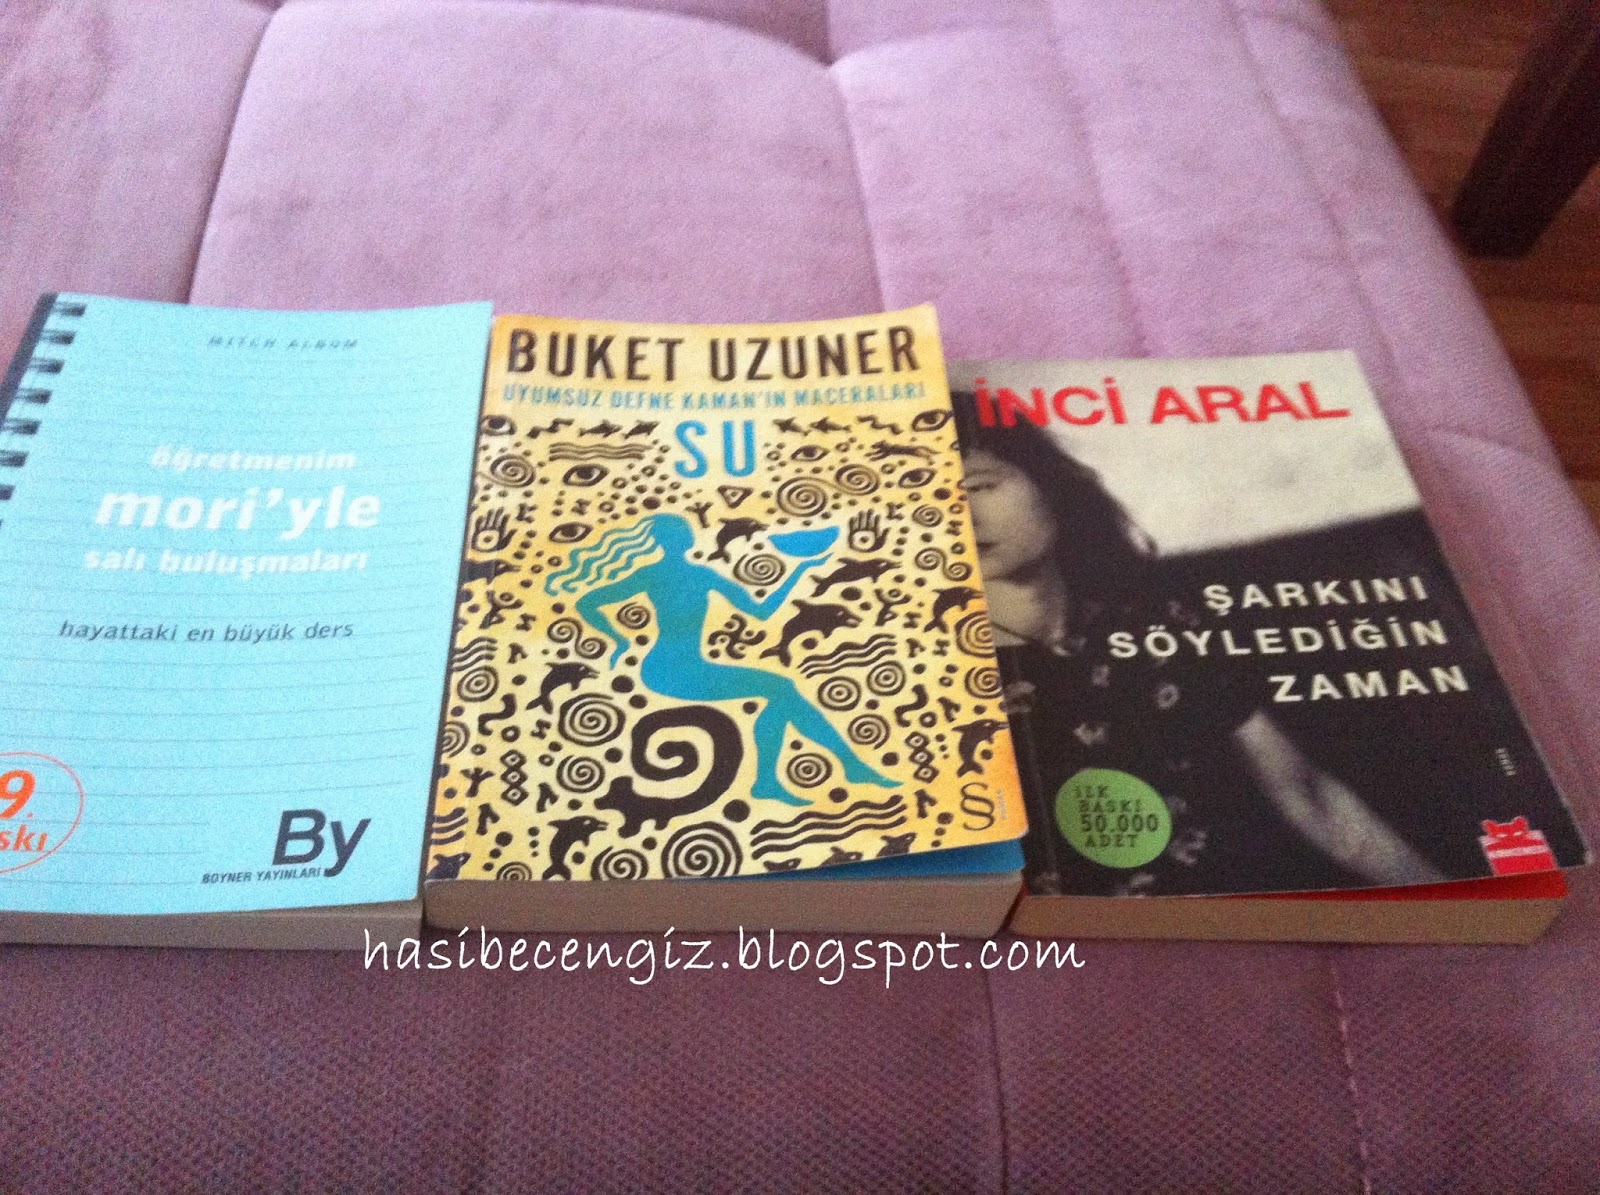 MITCH ALBOM
öğretmenim
mori'yle
salı buluşmaları
hayattaki en büyük ders
9.
By
BOYNER YAYINLARI
BUKET UZUNER
UYUMSUZ DEFNE KAMAN'IN MACERALARI
SU
İNCİ ARAL
ŞARKINI
SÖYLEDİĞİN
ZAMAN
İLK
BASKI
50.000
ADET
hasibecengiz.blogspot.com